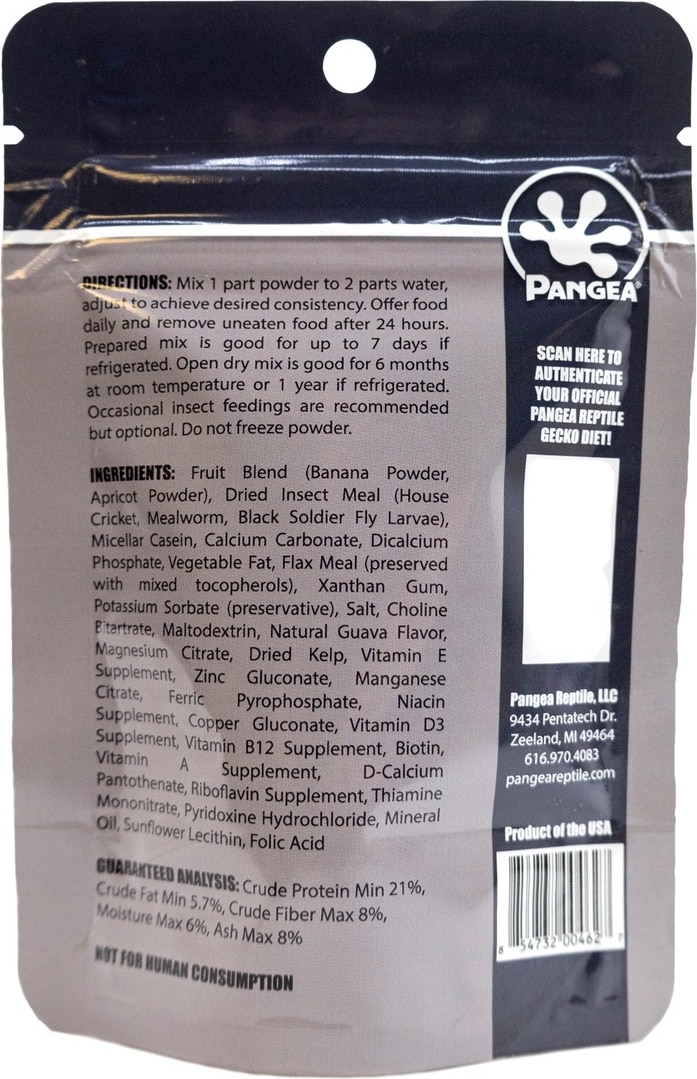 DIRECTIONS: Mix 1 part powder to 2 parts water,
adjust to achieve desired consistency. Offer food
daily and remove uneaten food after 24 hours.
Prepared mix is good for up to 7 days if
refrigerated. Open dry mix is good for 6 months
at room temperature or 1 year if refrigerated.
Occasional insect feedings are recommended
but optional. Do not freeze powder.
INGREDIENTS: Fruit Blend (Banana Powder,
Apricot Powder), Dried Insect Meal (House
Cricket, Mealworm, Black Soldier Fly Larvae),
Micellar Casein, Calcium Carbonate, Dicalcium
Phosphate, Vegetable Fat, Flax Meal (preserved
with mixed tocopherols), Xanthan Gum,
Potassium Sorbate (preservative), Salt, Choline
Bitartrate, Maltodextrin, Natural Guava Flavor,
Magnesium Citrate, Dried Kelp, Vitamin E
Supplement, Zinc Gluconate, Manganese
Citrate, Ferric Pyrophosphate, Niacin
Supplement, Copper Gluconate, Vitamin D3
Supplement, Vitamin B12 Supplement, Biotin,
Vitamin A Supplement, D-Calcium
Pantothenate, Riboflavin Supplement, Thiamine
Mononitrate, Pyridoxine Hydrochloride, Mineral
Oil, Sunflower Lecithin, Folic Acid
GUARANTEED ANALYSIS: Crude Protein Min 21%,
Crude Fat Min 5.7%, Crude Fiber Max 8%,
Moisture Max 6%, Ash Max 8%
NOT FOR HUMAN CONSUMPTION
PANGEA®
SCAN HERE TO
AUTHENTICATE
YOUR OFFICIAL
PANGEA REPTILE
GECKO DIET!
Pangea Reptile, LLC
9434 Pentatech Dr.
Zeeland, MI 49464
616.970.4083
pangeareptile.com
Product of the USA
8 54732 00462 7